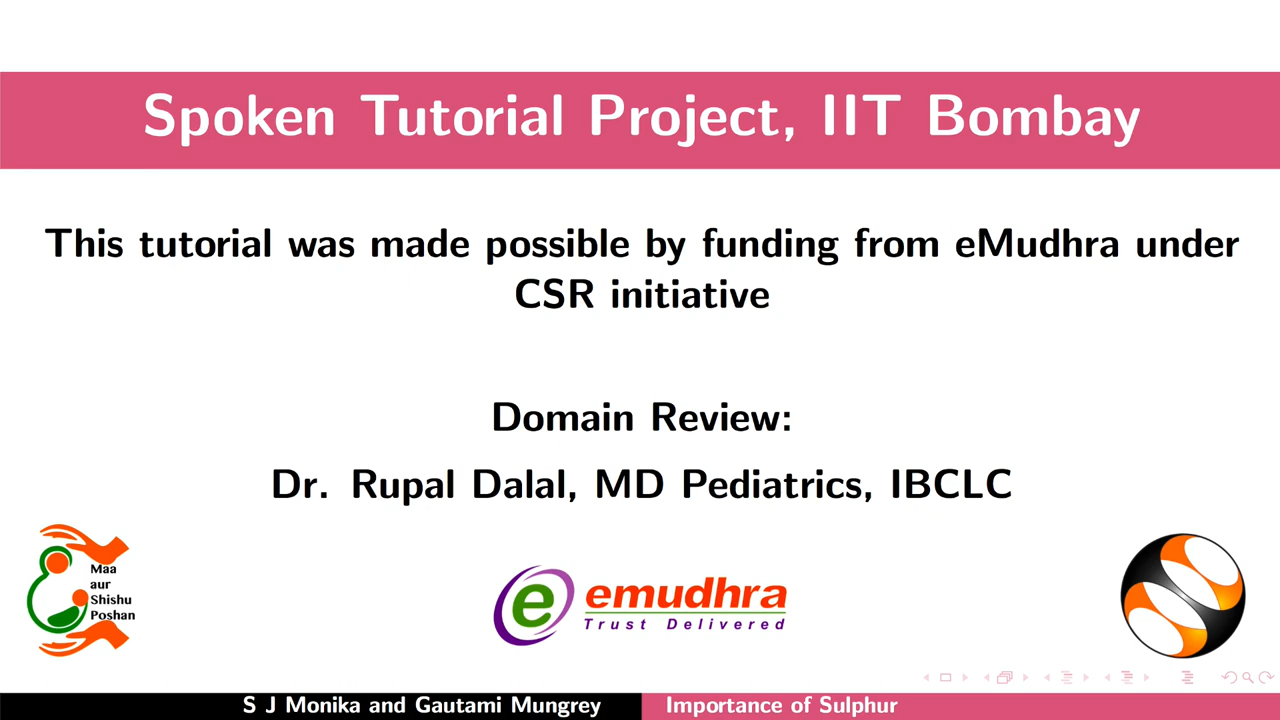 Spoken Tutorial Project, IIT Bombay
This tutorial was made possible by funding from eMudhra under
CSR initiative
Domain Review:
Dr. Rupal Dalal, MD Pediatrics, IBCLC
Maa
aur
Shishu
Poshan
e emudhra
Trust Delivered
S J Monika and Gautami Mungrey
Importance of Sulphur